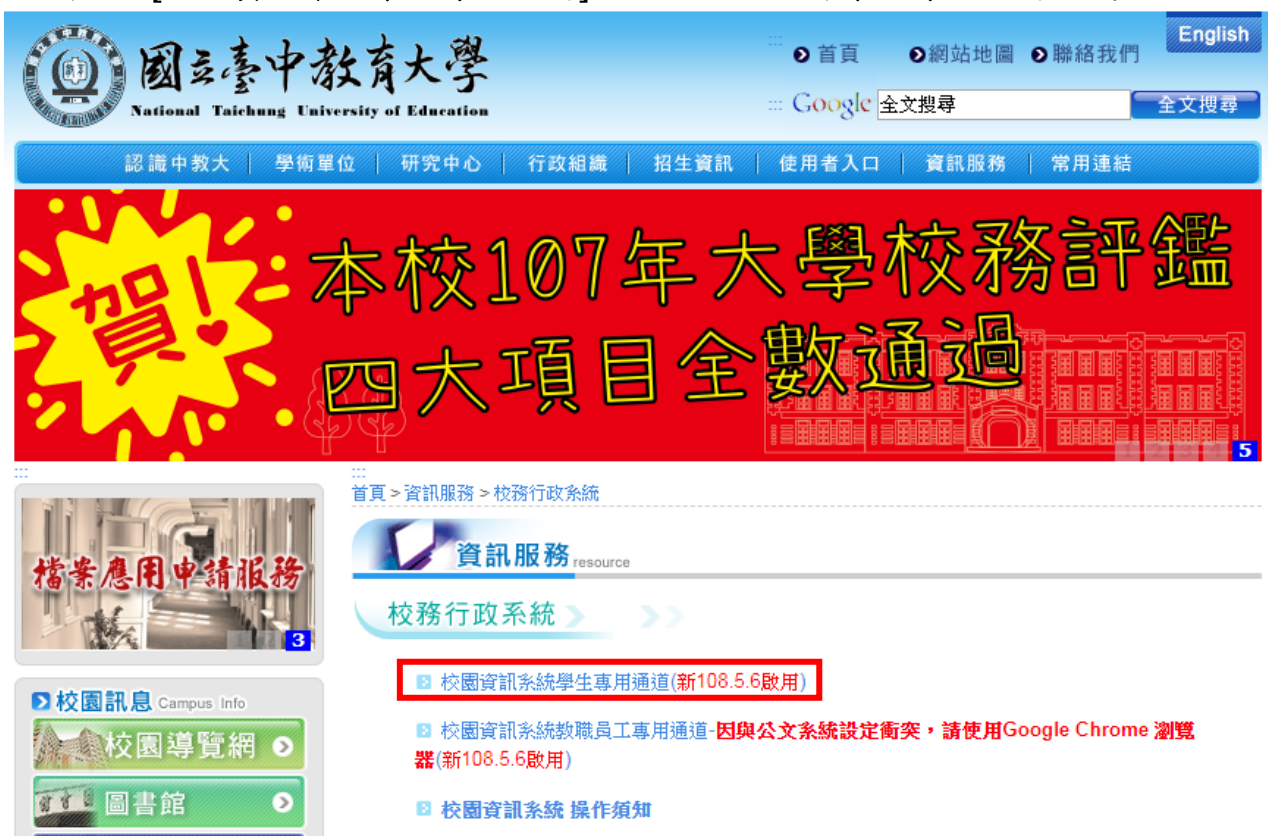 English
國立臺中教育大學
National Taichung University of Education
::: 首頁 網站地圖 聯絡我們
::: Google 全文搜尋 全文搜尋
認識中教大 | 學術單位 | 研究中心 | 行政組織 | 招生資訊 | 使用者入口 | 資訊服務 | 常用連結
賀!
本校107年大學校務評鑑
四大項目全數通過
1 2 3 4 5
:::
檔案應用申請服務
1 2 3
校園訊息 Campus Info
校園導覽網
圖書館
:::
首頁 > 資訊服務 > 校務行政系統
資訊服務 resource
校務行政系統
校園資訊系統學生專用通道(新108.5.6啟用)
校園資訊系統教職員工專用通道-因與公文系統設定衝突,請使用Google Chrome 瀏覽
器(新108.5.6啟用)
校園資訊系統 操作須知